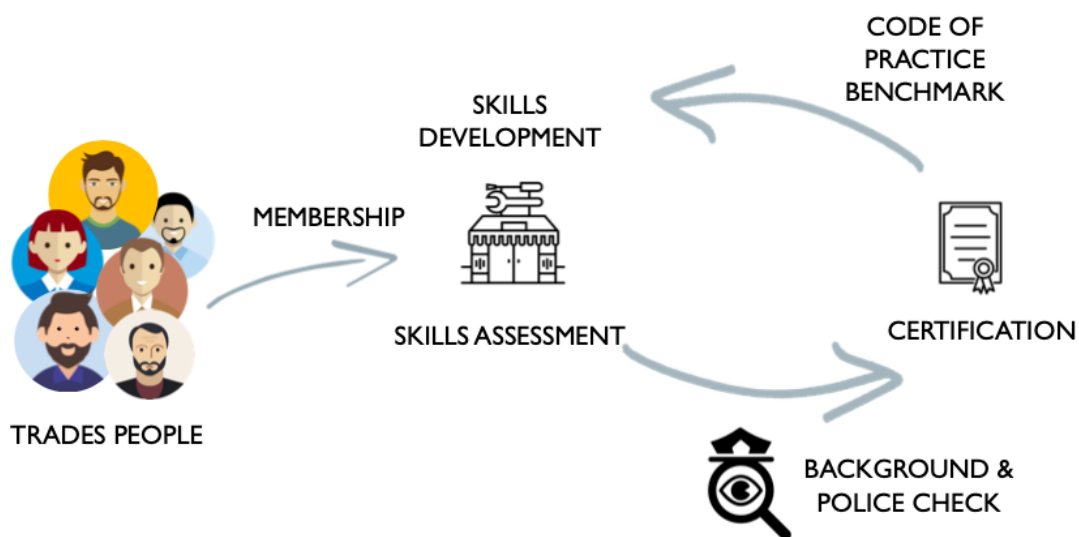 CODE OF
PRACTICE
BENCHMARK
SKILLS
DEVELOPMENT
MEMBERSHIP
SKILLS ASSESSMENT
CERTIFICATION
TRADES PEOPLE
BACKGROUND &
POLICE CHECK